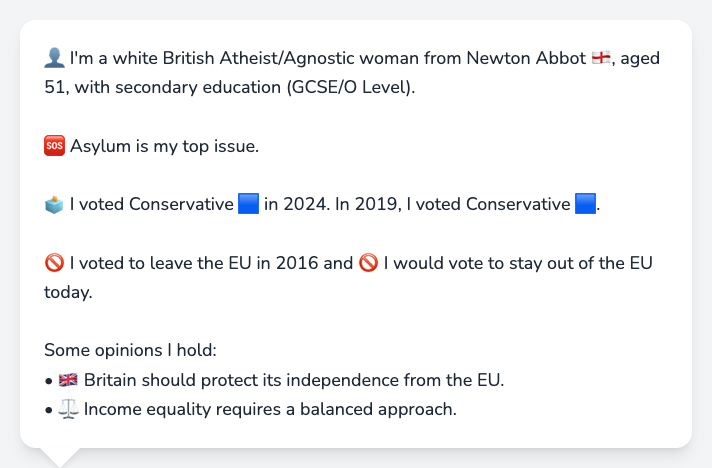 👤 I'm a white British Atheist/Agnostic woman from Newton Abbot 🏴󠁧󠁢󠁥󠁮󠁧󠁿, aged
51, with secondary education (GCSE/O Level).
🆘 Asylum is my top issue.
🗳️ I voted Conservative 🟦 in 2024. In 2019, I voted Conservative 🟦.
🚫 I voted to leave the EU in 2016 and 🚫 I would vote to stay out of the EU
today.
Some opinions I hold:
• 🇬🇧 Britain should protect its independence from the EU.
• ⚖️ Income equality requires a balanced approach.